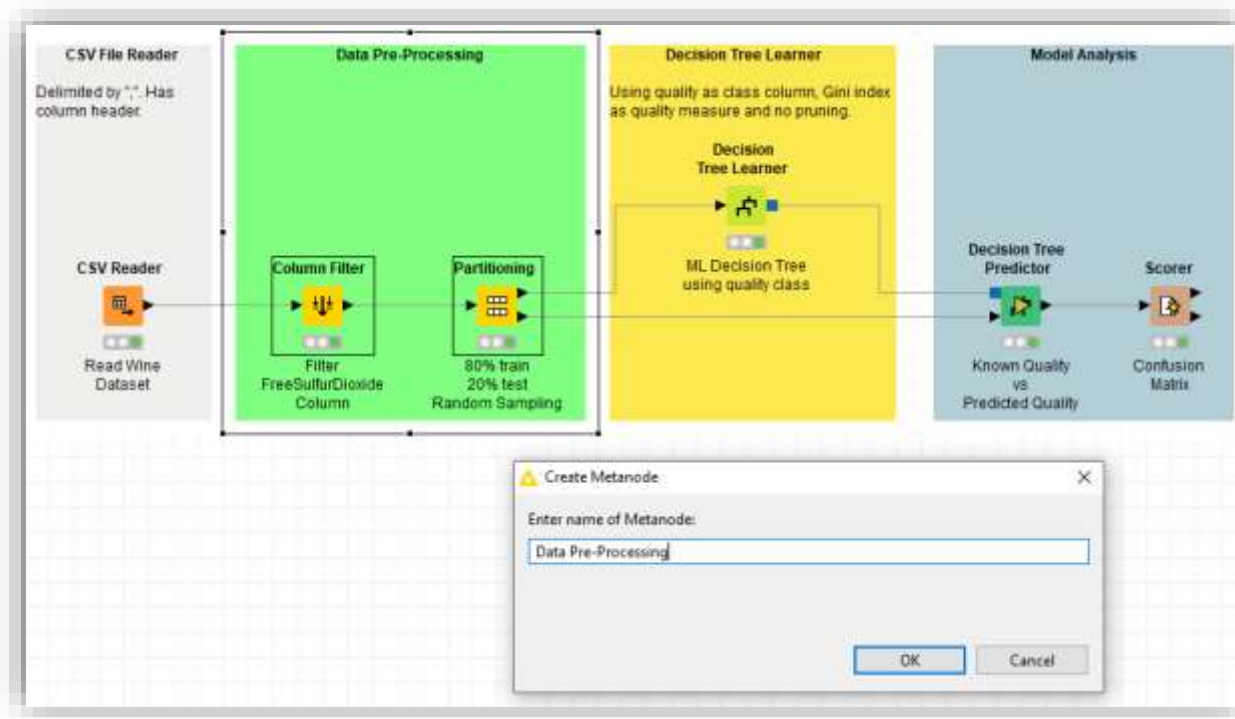 CSV File Reader
Delimited by ",". Has
column header.
Data Pre-Processing
Decision Tree Learner
Using quality as class column, Gini index
as quality measure and no pruning.
Model Analysis
CSV Reader
Read Wine
Dataset
Column Filter
Filter
FreeSulfurDioxide
Column
Partitioning
80% train
20% test
Random Sampling
Decision
Tree Learner
ML Decision Tree
using quality class
Decision Tree
Predictor
Known Quality
vs
Predicted Quality
Scorer
Confusion
Matrix
Create Metanode
Enter name of Metanode:
Data Pre-Processing
OK
Cancel